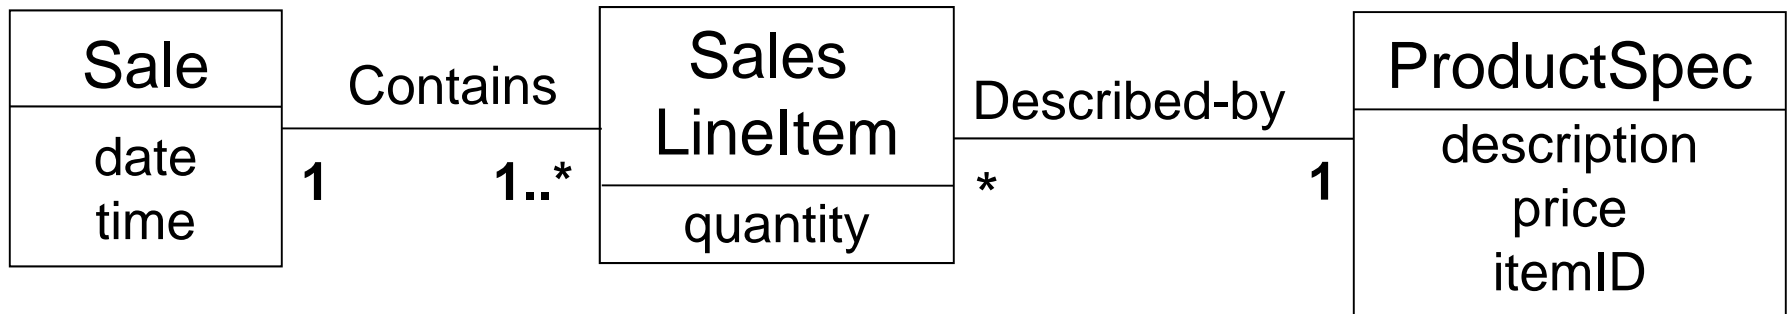 Sale
date
time
Contains
1
1..*
Sales
LineItem
quantity
Described-by
*
1
ProductSpec
description
price
itemID